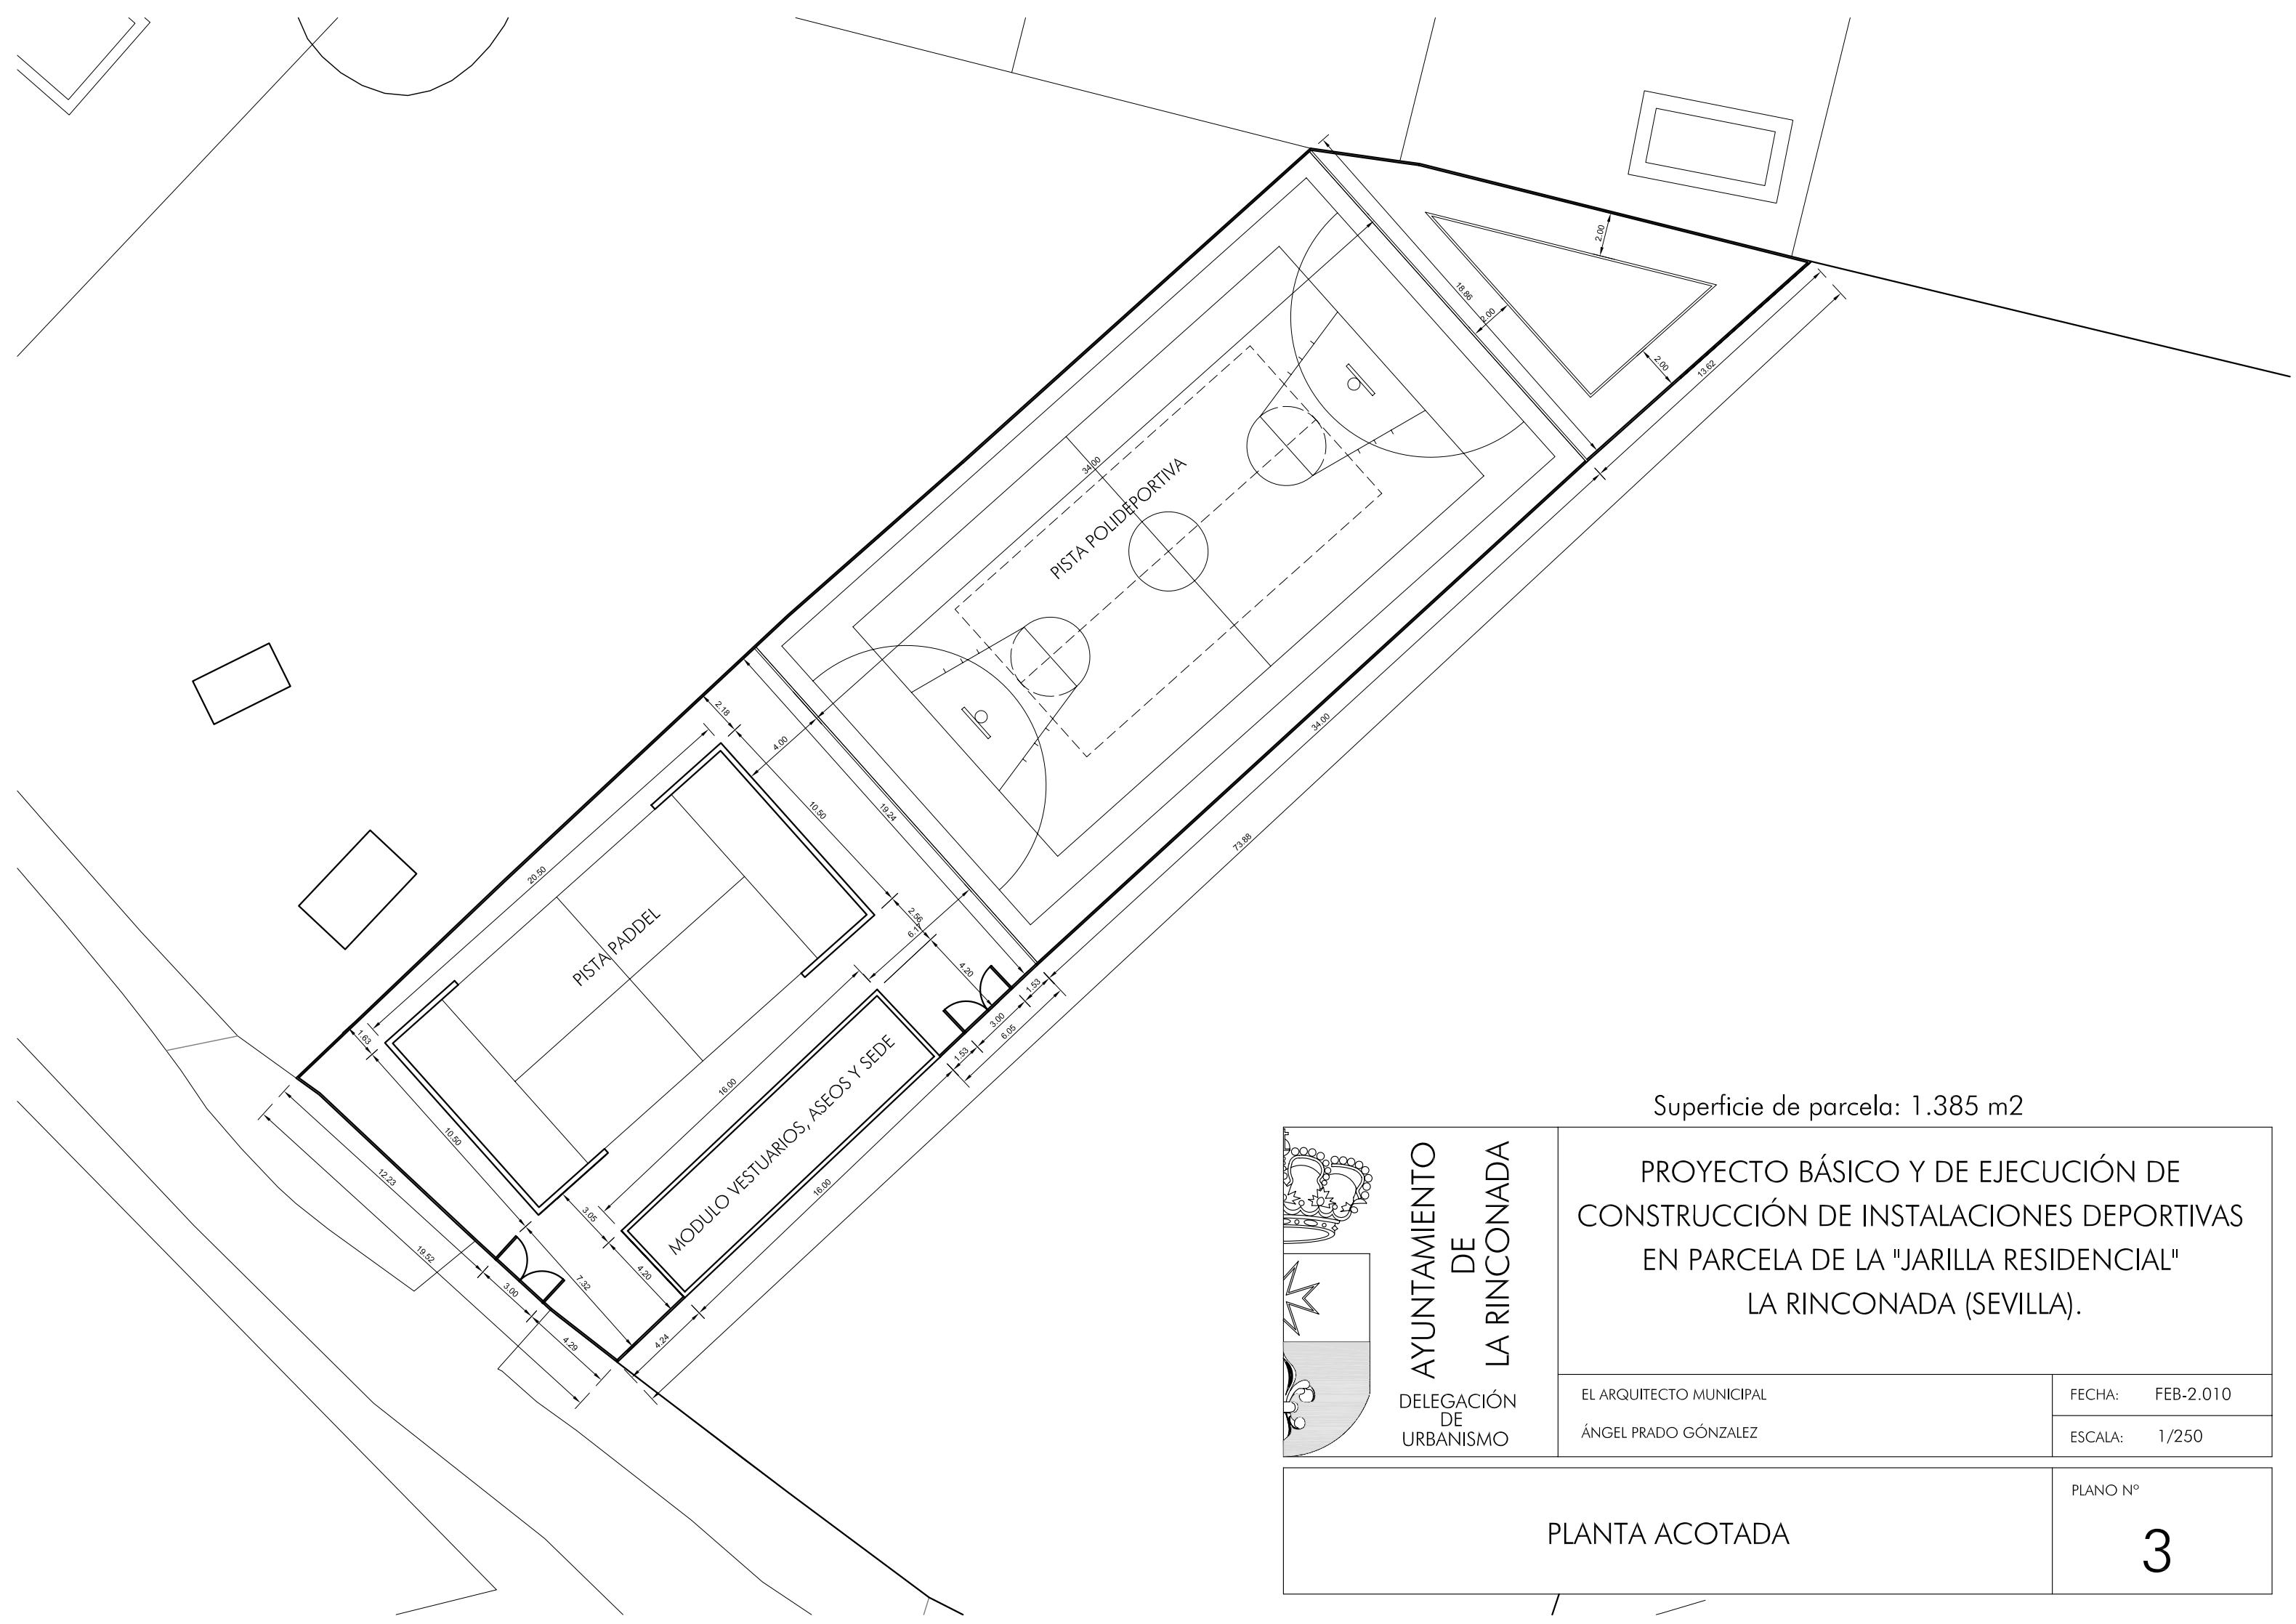 2.00
18.86
2.00
2.00
13.62
34.00
PISTA POLIDEPORTIVA
2.18
4.00
34.00
10.50
19.24
73.88
20.50
PISTA PADDEL
2.56
4.20
1.53
3.00
6.05
1.53
1.63
16.00
MODULO VESTUARIOS, ASEOS Y SEDE
10.50
12.23
16.00
3.05
19.52
4.20
7.32
3.00
4.29
4.24
Superficie de parcela: 1.385 m2
AYUNTAMIENTO
DE
LA RINCONADA
DELEGACIÓN
DE
URBANISMO
PROYECTO BÁSICO Y DE EJECUCIÓN DE
CONSTRUCCIÓN DE INSTALACIONES DEPORTIVAS
EN PARCELA DE LA "JARILLA RESIDENCIAL"
LA RINCONADA (SEVILLA).
EL ARQUITECTO MUNICIPAL
ÁNGEL PRADO GÓNZALEZ
FECHA: FEB-2.010
ESCALA: 1/250
PLANTA ACOTADA
PLANO Nº
3